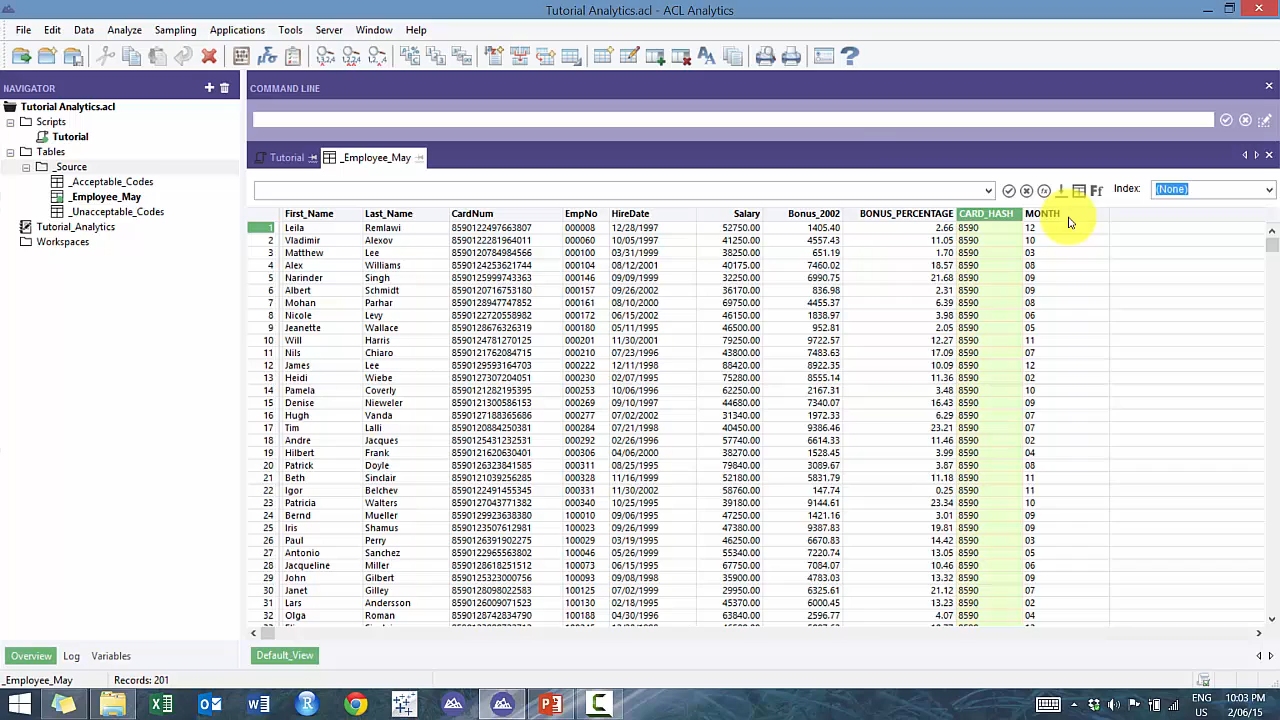 Tutorial Analytics.acl - ACL Analytics
File Edit Data Analyze Sampling Applications Tools Server Window Help
NAVIGATOR
Tutorial Analytics.acl
Scripts
Tutorial
Tables
_Source
_Acceptable_Codes
_Employee_May
_Unacceptable_Codes
Tutorial_Analytics
Workspaces
COMMAND LINE
Tutorial _Employee_May
Index: (None)
First_Name Last_Name CardNum EmpNo HireDate Salary Bonus_2002 BONUS_PERCENTAGE CARD_HASH MONTH
1 Leila Remlawi 8590122497663807 000008 12/28/1997 52750.00 1405.40 2.66 8590 12
2 Vladimir Alexov 8590122281964011 000060 10/05/1997 41250.00 4557.43 11.05 8590 10
3 Matthew Lee 8590120784984566 000100 03/31/1999 38250.00 651.19 1.70 8590 03
4 Alex Williams 8590124253621744 000104 08/12/2001 40175.00 7460.02 18.57 8590 08
5 Narinder Singh 8590125999743363 000146 09/09/1999 32250.00 6990.75 21.68 8590 09
6 Albert Schmidt 8590120716753180 000157 09/26/2002 36170.00 836.98 2.31 8590 09
7 Mohan Parhar 8590128947747852 000161 08/10/2000 69750.00 4455.37 6.39 8590 08
8 Nicole Levy 8590122720558982 000172 06/15/2002 46150.00 1838.97 3.98 8590 06
9 Jeanette Wallace 8590128676326319 000180 05/11/1995 46500.00 952.81 2.05 8590 05
10 Will Harris 8590124781270125 000201 11/30/2001 79250.00 9722.57 12.27 8590 11
11 Nils Chiaro 8590121762084715 000210 07/23/1996 43800.00 7483.63 17.09 8590 07
12 James Lee 8590129593164703 000222 12/11/1998 88420.00 8922.35 10.09 8590 12
13 Heidi Wiebe 8590127307204051 000230 02/07/1995 75280.00 8555.14 11.36 8590 02
14 Pamela Coverly 8590121282195395 000253 10/06/1996 62250.00 2167.31 3.48 8590 10
15 Denise Nieweler 8590121300586153 000269 09/10/1997 44680.00 7340.07 16.43 8590 09
16 Hugh Vanda 8590127188365686 000277 07/02/2002 31340.00 1972.33 6.29 8590 07
17 Tim Lalli 8590120884250381 000284 07/21/1998 40450.00 9386.46 23.21 8590 07
18 Andre Jacques 8590125431232531 000292 02/26/1996 57740.00 6614.33 11.46 8590 02
19 Hilbert Frank 8590121620630401 000306 04/06/2000 38270.00 1528.45 3.99 8590 04
20 Patrick Doyle 8590126323841585 000311 08/25/1995 79840.00 3089.67 3.87 8590 08
21 Beth Sinclair 8590121039256285 000328 11/16/1999 52180.00 5831.79 11.18 8590 11
22 Igor Belchev 8590122491455345 000331 11/30/2002 58760.00 147.74 0.25 8590 11
23 Patricia Walters 8590127043771382 000340 10/25/1995 39180.00 9144.61 23.34 8590 10
24 Bernd Mueller 8590129923638380 100010 09/06/1995 47250.00 1421.16 3.01 8590 09
25 Iris Shamus 8590123507612981 100023 09/26/1999 47380.00 9387.83 19.81 8590 09
26 Paul Perry 8590126391902275 100029 03/19/1995 46250.00 6670.83 14.42 8590 03
27 Antonio Sanchez 8590122965563802 100046 05/26/1999 55340.00 7220.74 13.05 8590 05
28 Jacqueline Miller 8590128618251512 100073 06/15/1995 67750.00 7084.07 10.46 8590 06
29 John Gilbert 8590125323000756 100093 09/08/1998 35900.00 4783.03 13.32 8590 09
30 Janet Gilley 8590128098022583 100125 07/02/1999 29950.00 6325.61 21.12 8590 07
31 Lars Andersson 8590126009071523 100130 02/18/1995 45370.00 6000.45 13.23 8590 02
32 Olga Roman 8590128742834790 100138 04/02/1995 63840.00 2596.77 4.07 8590 04
Overview Log Variables
Default_View
_Employee_May Records: 201
ENG 10:03 PM
US 2/06/15